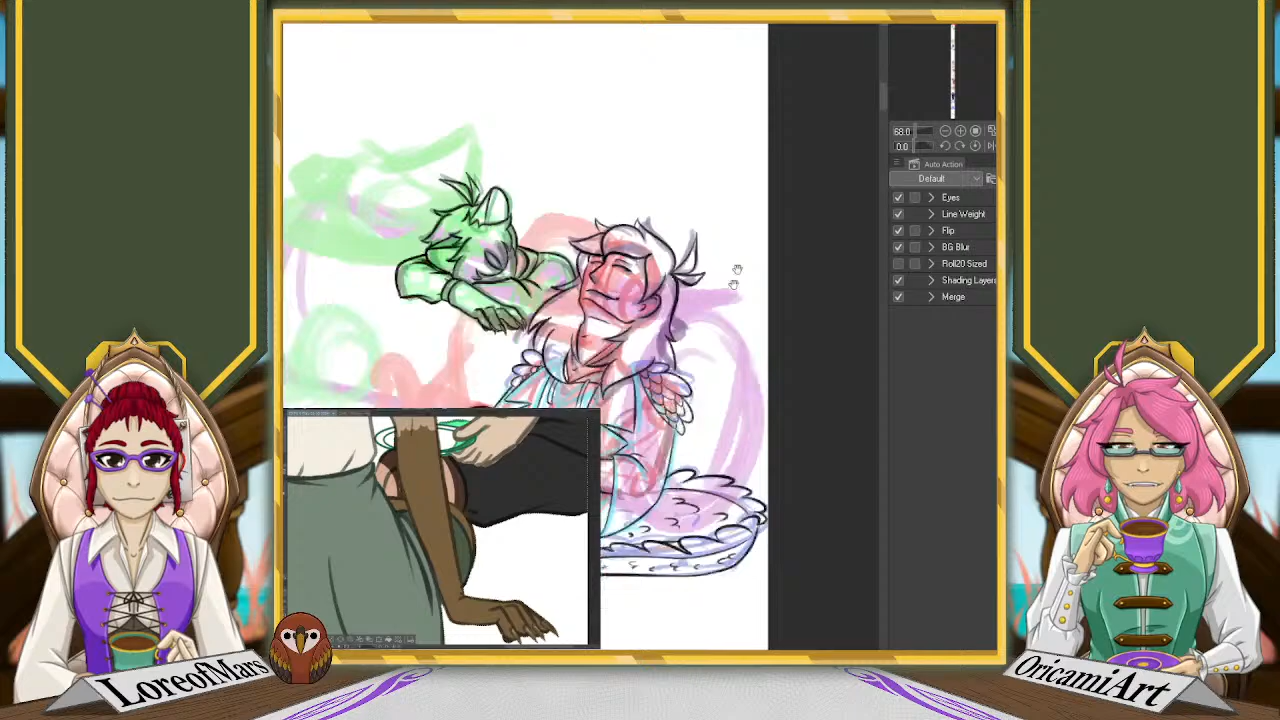 68.0
0.0
Auto Action
Default
Eyes
Line Weight
Flip
BG Blur
Roll20 Sized
Shading Layers
Merge
LoreofMars
OricamiArt